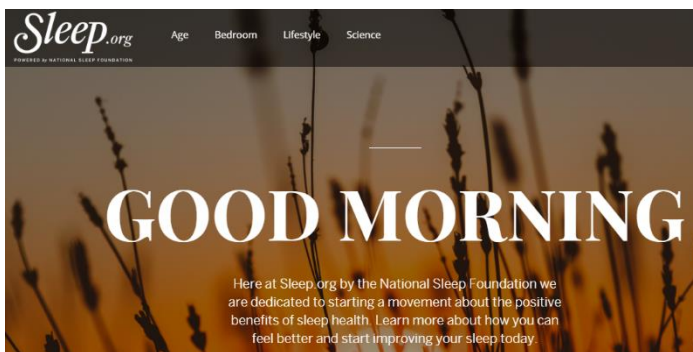 Sleep.org
POWERED by NATIONAL SLEEP FOUNDATION
Age Bedroom Lifestyle Science
GOOD MORNING
Here at Sleep.org by the National Sleep Foundation we
are dedicated to starting a movement about the positive
benefits of sleep health. Learn more about how you can
feel better and start improving your sleep today.